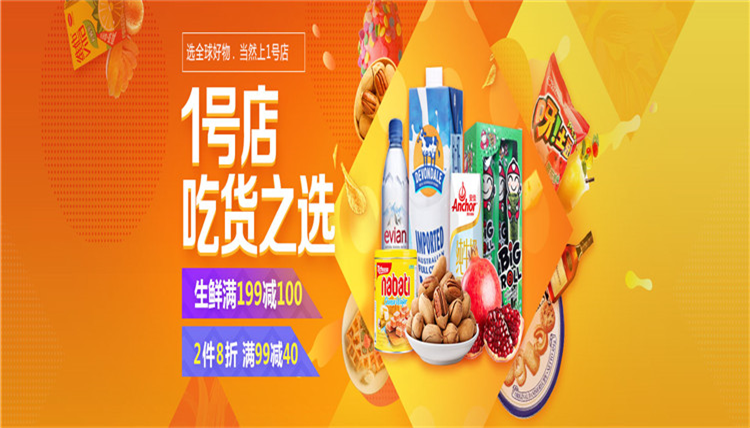 选全球好物．当然上1号店
1号店
吃货之选
生鲜满199减100
2件8折 满99减40
evian
DEVONDALE
IMPORTED
Anchor
BIG
ROLL
nabati